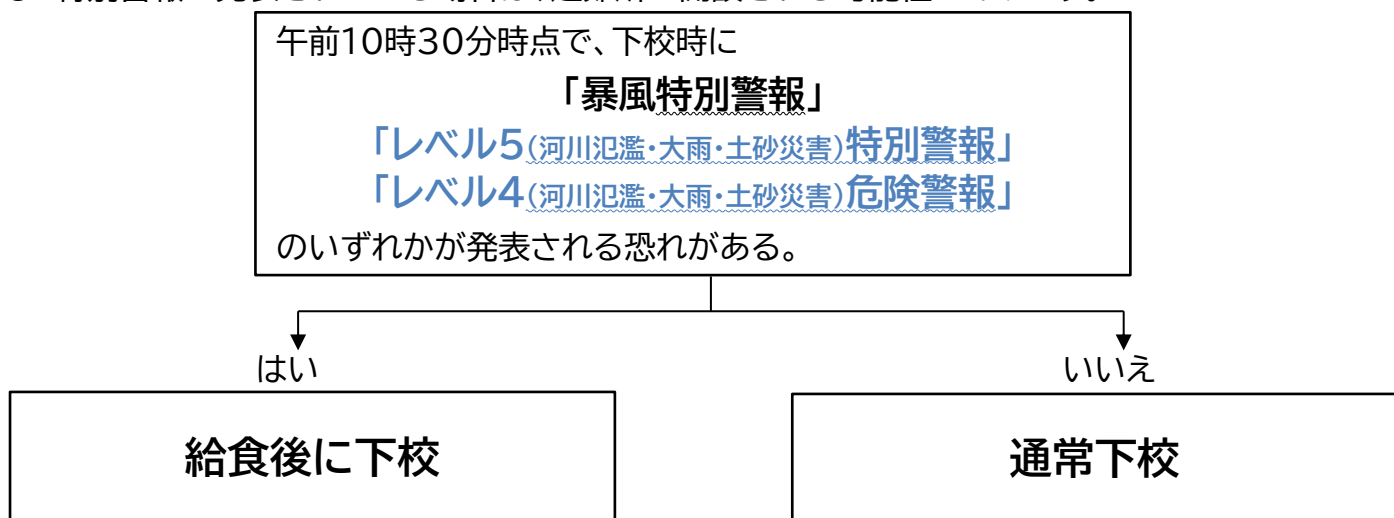 午前10時30分時点で、下校時に
「暴風特別警報」
「レベル5(河川氾濫・大雨・土砂災害)特別警報」
「レベル4(河川氾濫・大雨・土砂災害)危険警報」
のいずれかが発表される恐れがある。
はい
いいえ
給食後に下校
通常下校